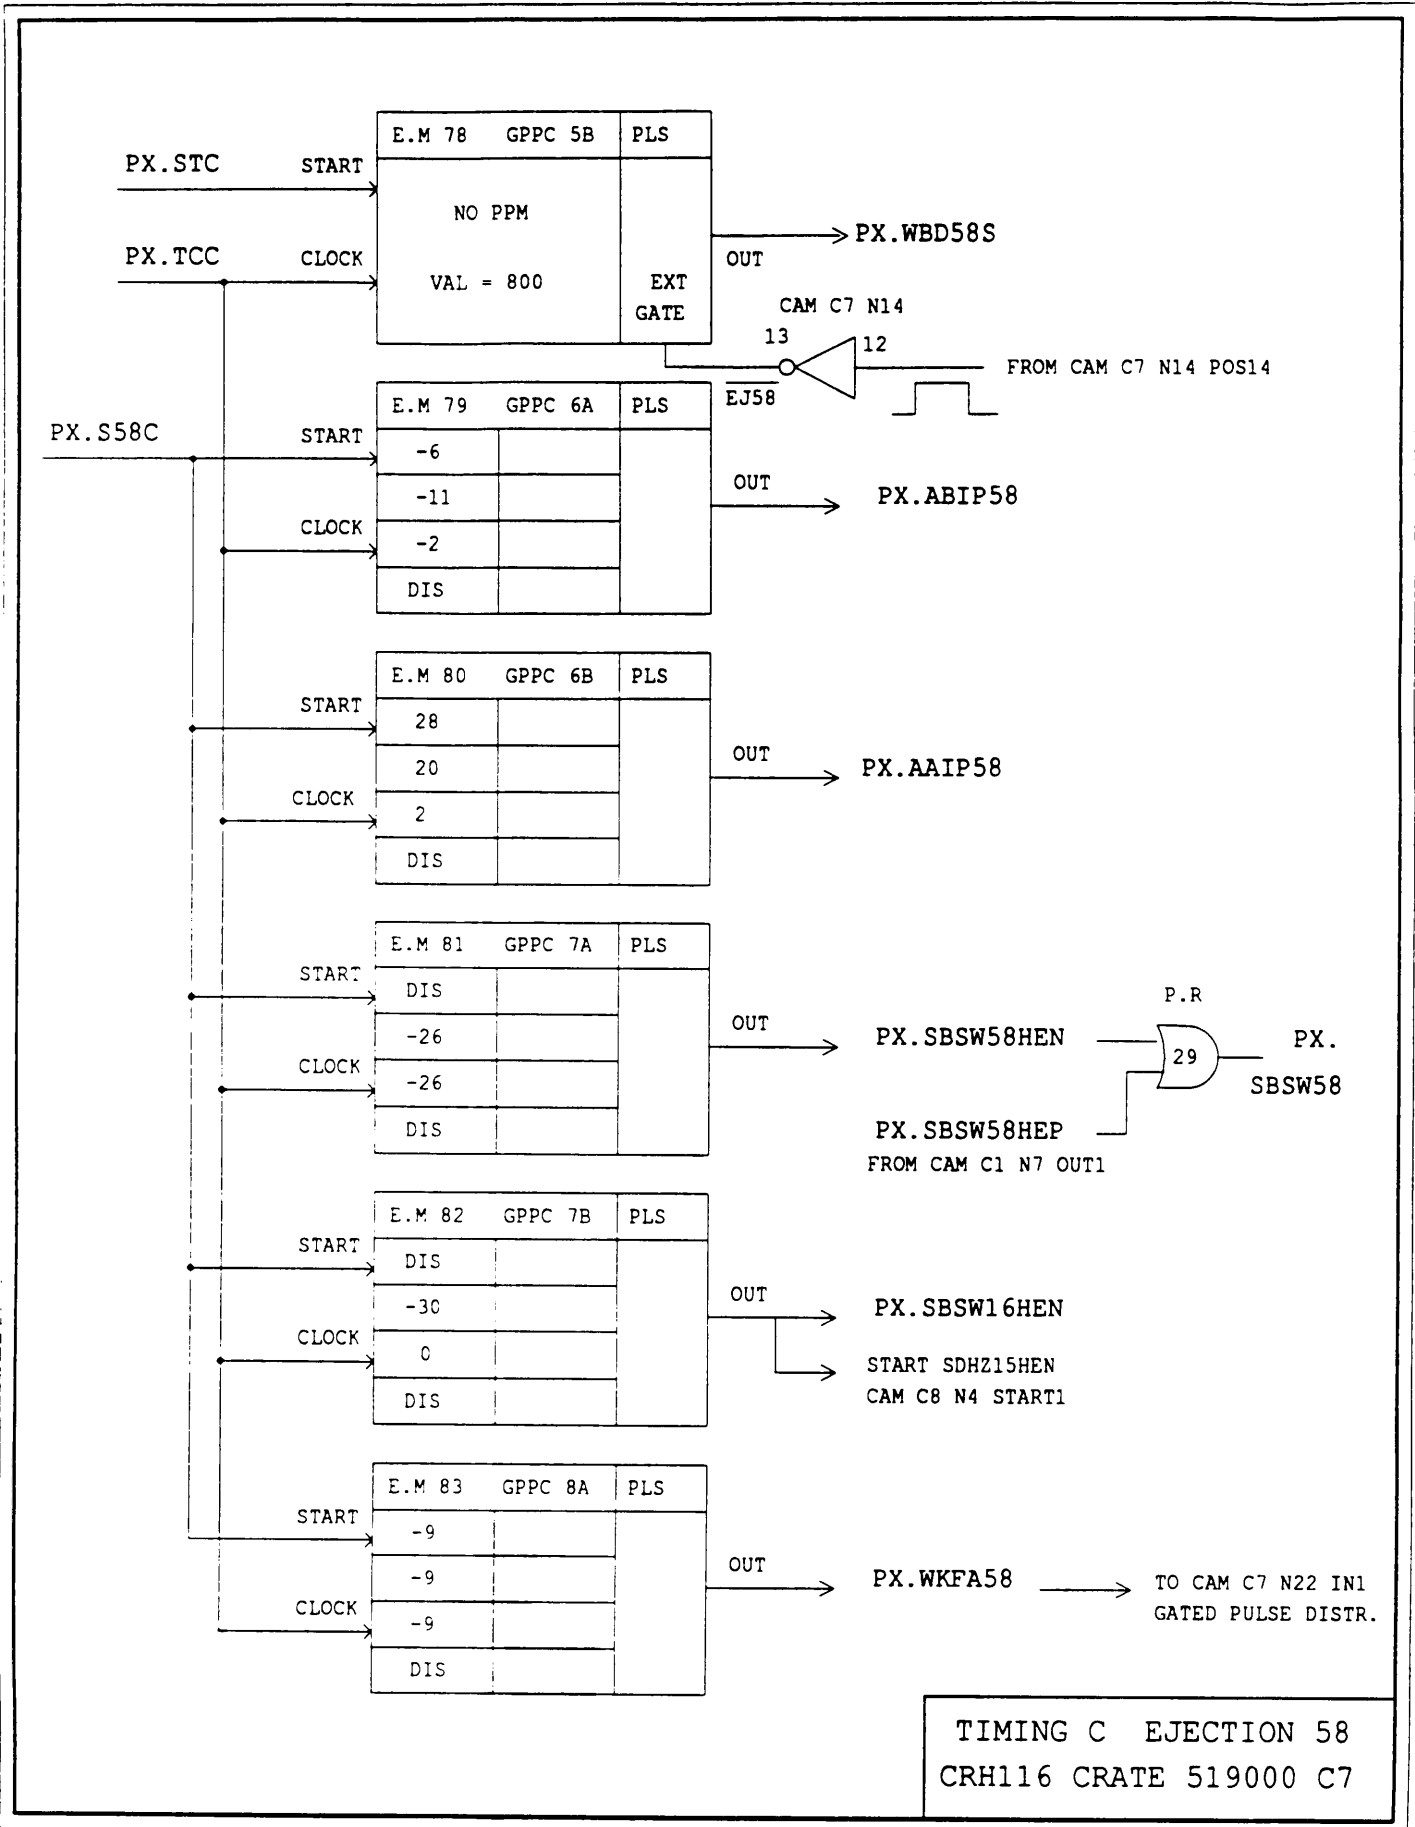 E.M 78 GPPC 5B PLS
PX.STC START
NO PPM
PX.WBD58S
PX.TCC CLOCK
OUT
VAL = 800 EXT
GATE
CAM C7 N14
13 12
FROM CAM C7 N14 POS14
EJ58
E.M 79 GPPC 6A PLS
PX.S58C START
-6
OUT
-11
PX.ABIP58
CLOCK
-2
DIS
E.M 80 GPPC 6B PLS
START
28
OUT
20
PX.AAIP58
CLOCK
2
DIS
E.M 81 GPPC 7A PLS
START
DIS
P.R
OUT
-26
PX.SBSW58HEN
29
PX.
SBSW58
CLOCK
-26
DIS
PX.SBSW58HEP
FROM CAM C1 N7 OUT1
E.M 82 GPPC 7B PLS
START
DIS
OUT
-30
PX.SBSW16HEN
CLOCK
0
START SDHZ15HEN
CAM C8 N4 START1
DIS
E.M 83 GPPC 8A PLS
START
-9
OUT
-9
PX.WKFA58
TO CAM C7 N22 IN1
GATED PULSE DISTR.
CLOCK
-9
DIS
TIMING C EJECTION 58
CRH116 CRATE 519000 C7